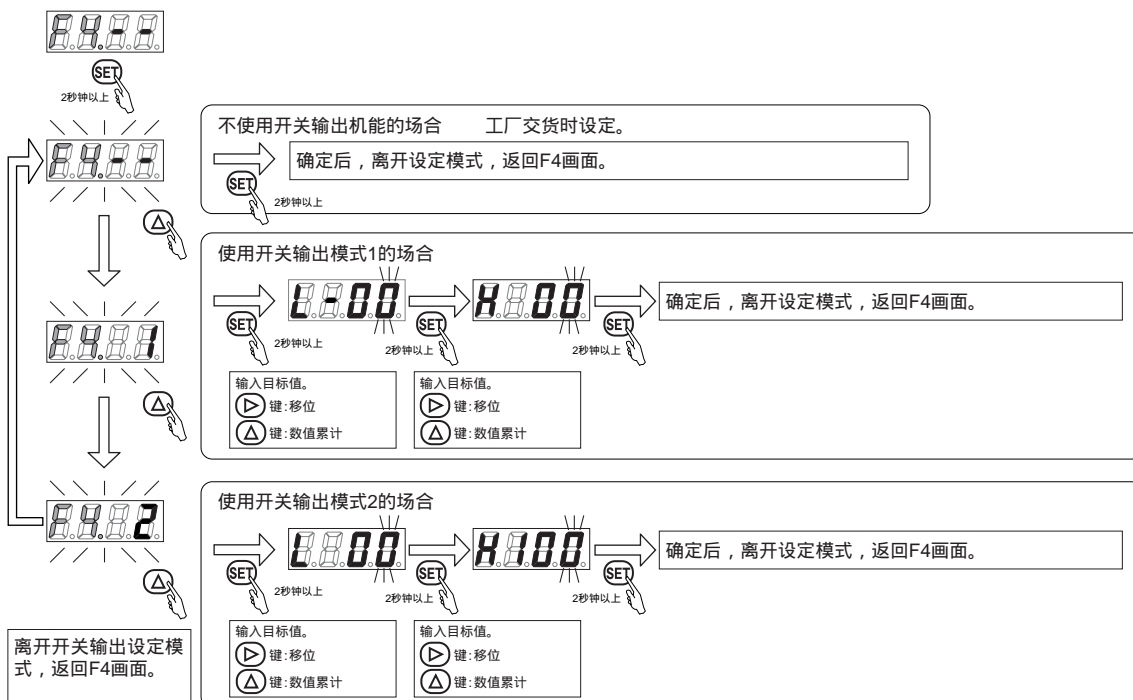 F4.--
SET
2秒钟以上
F4.--
不使用开关输出机能的场合 工厂交货时设定。
SET
2秒钟以上
确定后，离开设定模式，返回F4画面。
F4. 1
使用开关输出模式1的场合
SET
2秒钟以上
L-00
SET
2秒钟以上
H 00
SET
2秒钟以上
确定后，离开设定模式，返回F4画面。
输入目标值。
键:移位
键:数值累计
输入目标值。
键:移位
键:数值累计
F4. 2
使用开关输出模式2的场合
SET
2秒钟以上
L 00
SET
2秒钟以上
H100
SET
2秒钟以上
确定后，离开设定模式，返回F4画面。
输入目标值。
键:移位
键:数值累计
输入目标值。
键:移位
键:数值累计
离开开关输出设定模
式，返回F4画面。